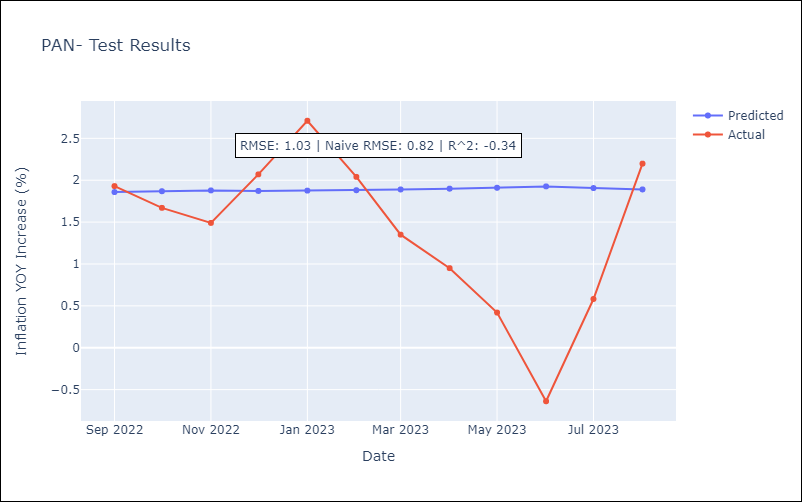 PAN- Test Results
Predicted
Actual
RMSE: 1.03 | Naive RMSE: 0.82 | R^2: -0.34
Inflation YOY Increase (%)
2.5
2
1.5
1
0.5
0
−0.5
Sep 2022
Nov 2022
Jan 2023
Mar 2023
May 2023
Jul 2023
Date